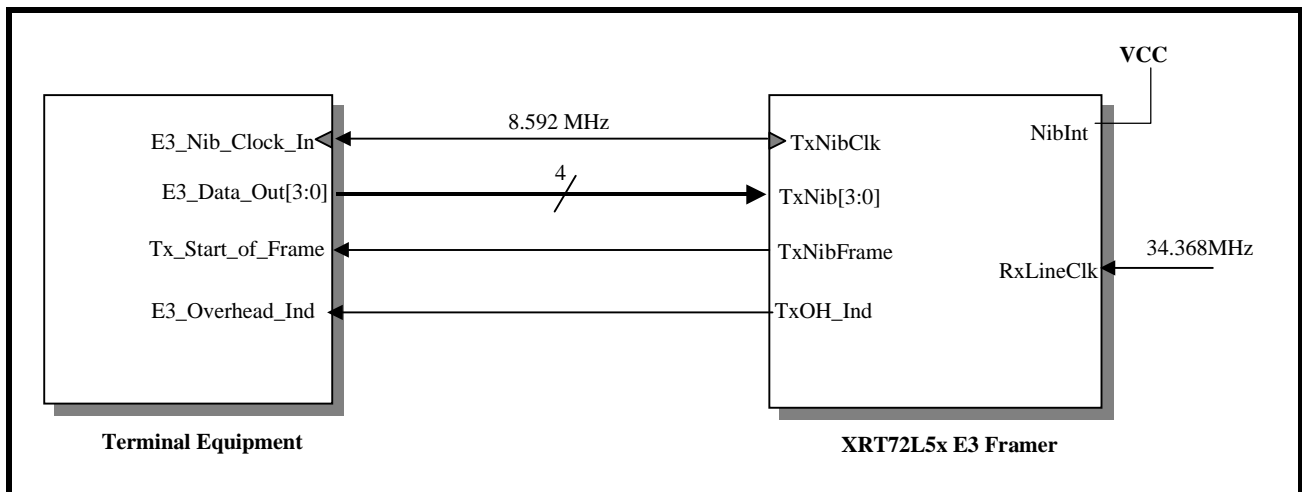 VCC
8.592 MHz
E3_Nib_Clock_In
TxNibClk
NibInt
4
E3_Data_Out[3:0]
TxNib[3:0]
Tx_Start_of_Frame
TxNibFrame
34.368MHz
RxLineClk
E3_Overhead_Ind
TxOH_Ind
Terminal Equipment
XRT72L5x E3 Framer